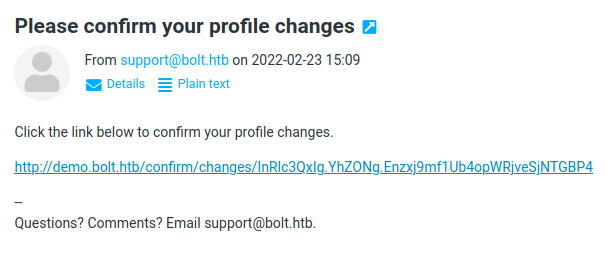 Please confirm your profile changes
From support@bolt.htb on 2022-02-23 15:09
Details Plain text
Click the link below to confirm your profile changes.
http://demo.bolt.htb/confirm/changes/InRlc3QxIg.YhZONg.Enzxj9mf1Ub4opWRjveSjNTGBP4
--
Questions? Comments? Email support@bolt.htb.